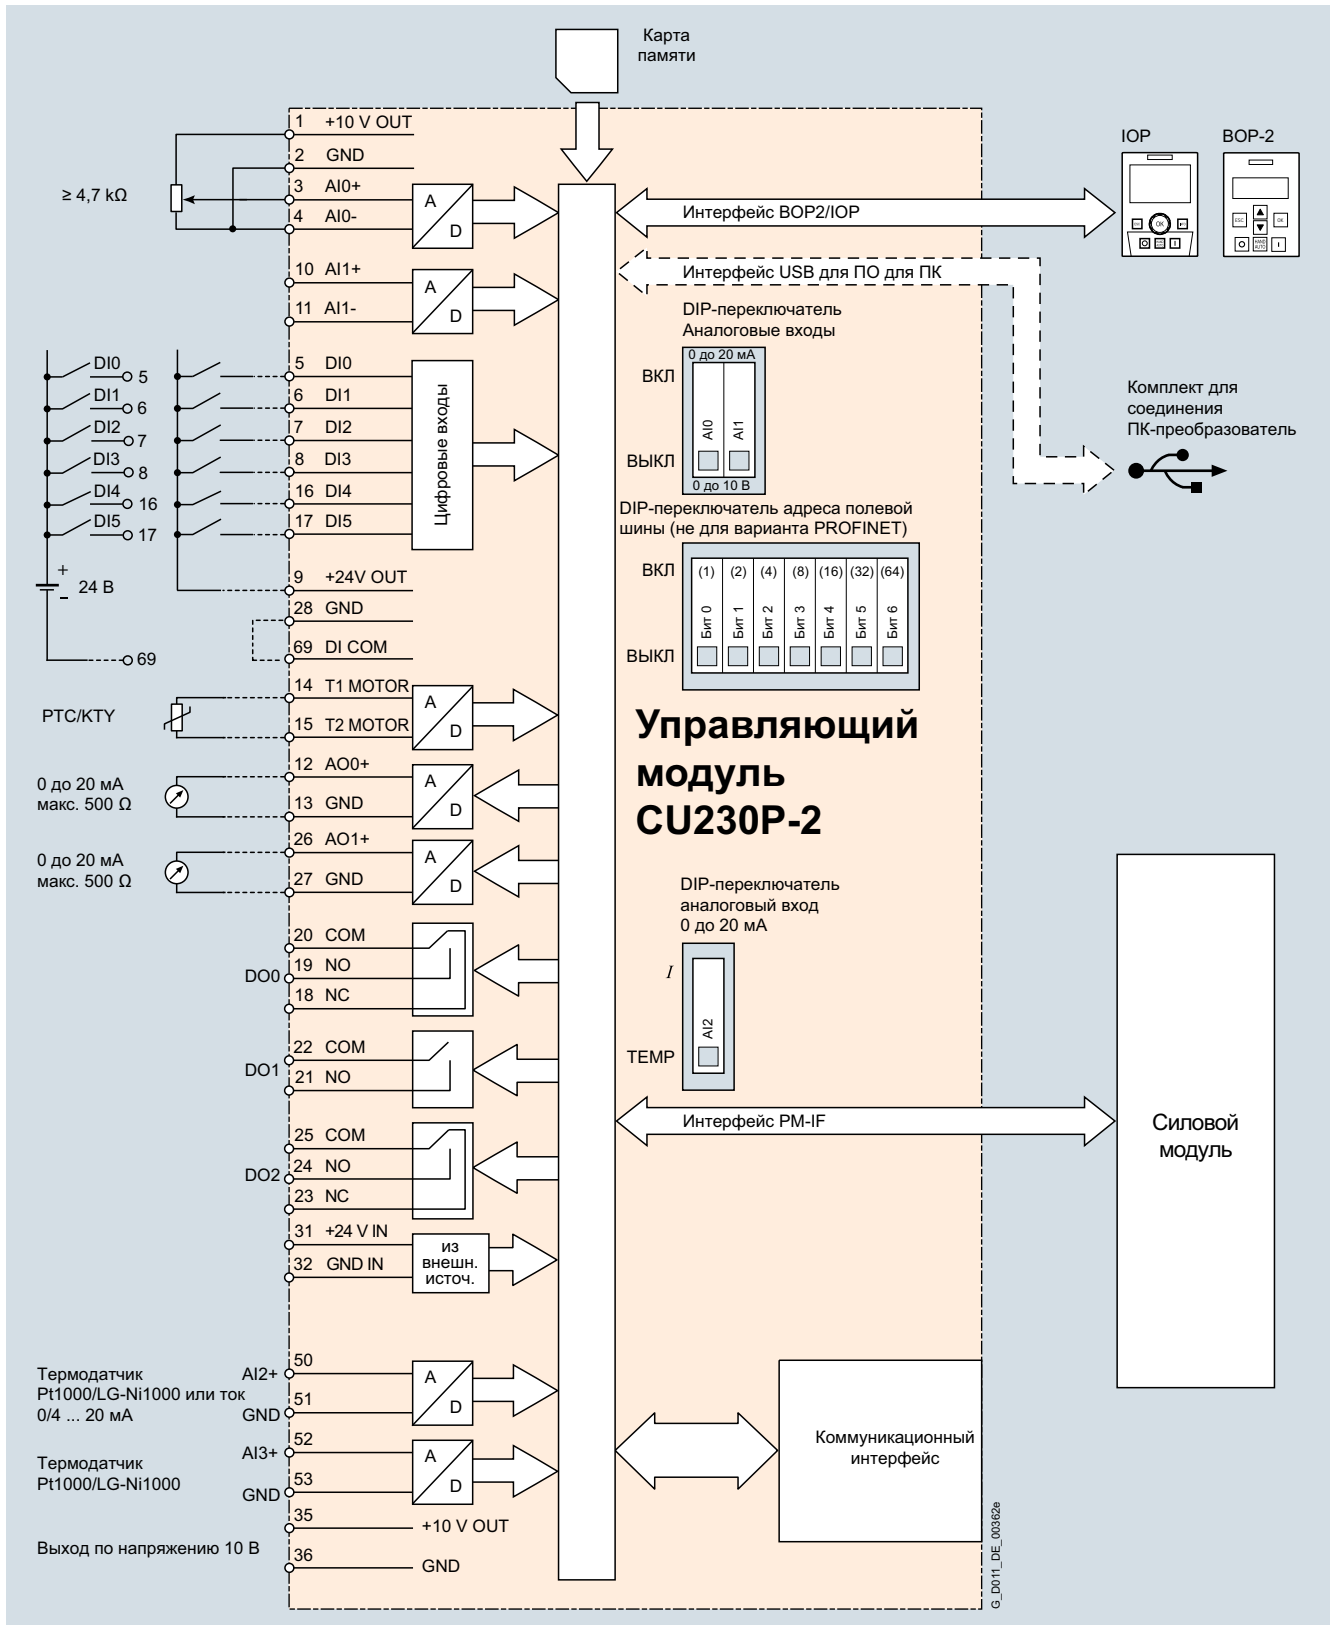 Карта
памяти
1 +10 V OUT
2 GND
3 AI0+
4 AI0-
≥ 4,7 kΩ
A
D
10 AI1+
11 AI1-
A
D
IOP
BOP-2
ESC
OK
HAND
AUTO
Интерфейс BOP2/IOP
Интерфейс USB для ПО для ПК
DIP-переключатель
Аналоговые входы
0 до 20 мА
ВКЛ
AI0
AI1
ВЫКЛ
0 до 10 В
Комплект для
соединения
ПК-преобразователь
DI0 5
DI1 6
DI2 7
DI3 8
DI4 16
DI5 17
+
-
24 В
69
5 DI0
6 DI1
7 DI2
8 DI3
16 DI4
17 DI5
Цифровые входы
9 +24V OUT
28 GND
69 DI COM
DIP-переключатель адреса полевой
шины (не для варианта PROFINET)
ВКЛ
(1) (2) (4) (8) (16) (32) (64)
Бит 0 Бит 1 Бит 2 Бит 3 Бит 4 Бит 5 Бит 6
ВЫКЛ
PTC/KTY
14 T1 MOTOR
15 T2 MOTOR
A
D
Управляющий
модуль
CU230P-2
0 до 20 мА
макс. 500 Ω
12 AO0+
13 GND
A
D
0 до 20 мА
макс. 500 Ω
26 AO1+
27 GND
A
D
DIP-переключатель
аналоговый вход
0 до 20 мА
I
AI2
TEMP
DO0
20 COM
19 NO
18 NC
DO1
22 COM
21 NO
DO2
25 COM
24 NO
23 NC
Интерфейс PM-IF
Силовой
модуль
31 +24 V IN
32 GND IN
из
внешн.
источ.
Термодатчик
Pt1000/LG-Ni1000 или ток
0/4 ... 20 мА
AI2+
50
GND
51
A
D
Термодатчик
Pt1000/LG-Ni1000
AI3+
52
GND
53
A
D
Коммуникационный
интерфейс
Выход по напряжению 10 В
35
+10 V OUT
36
GND
G_D011_DE_00362e